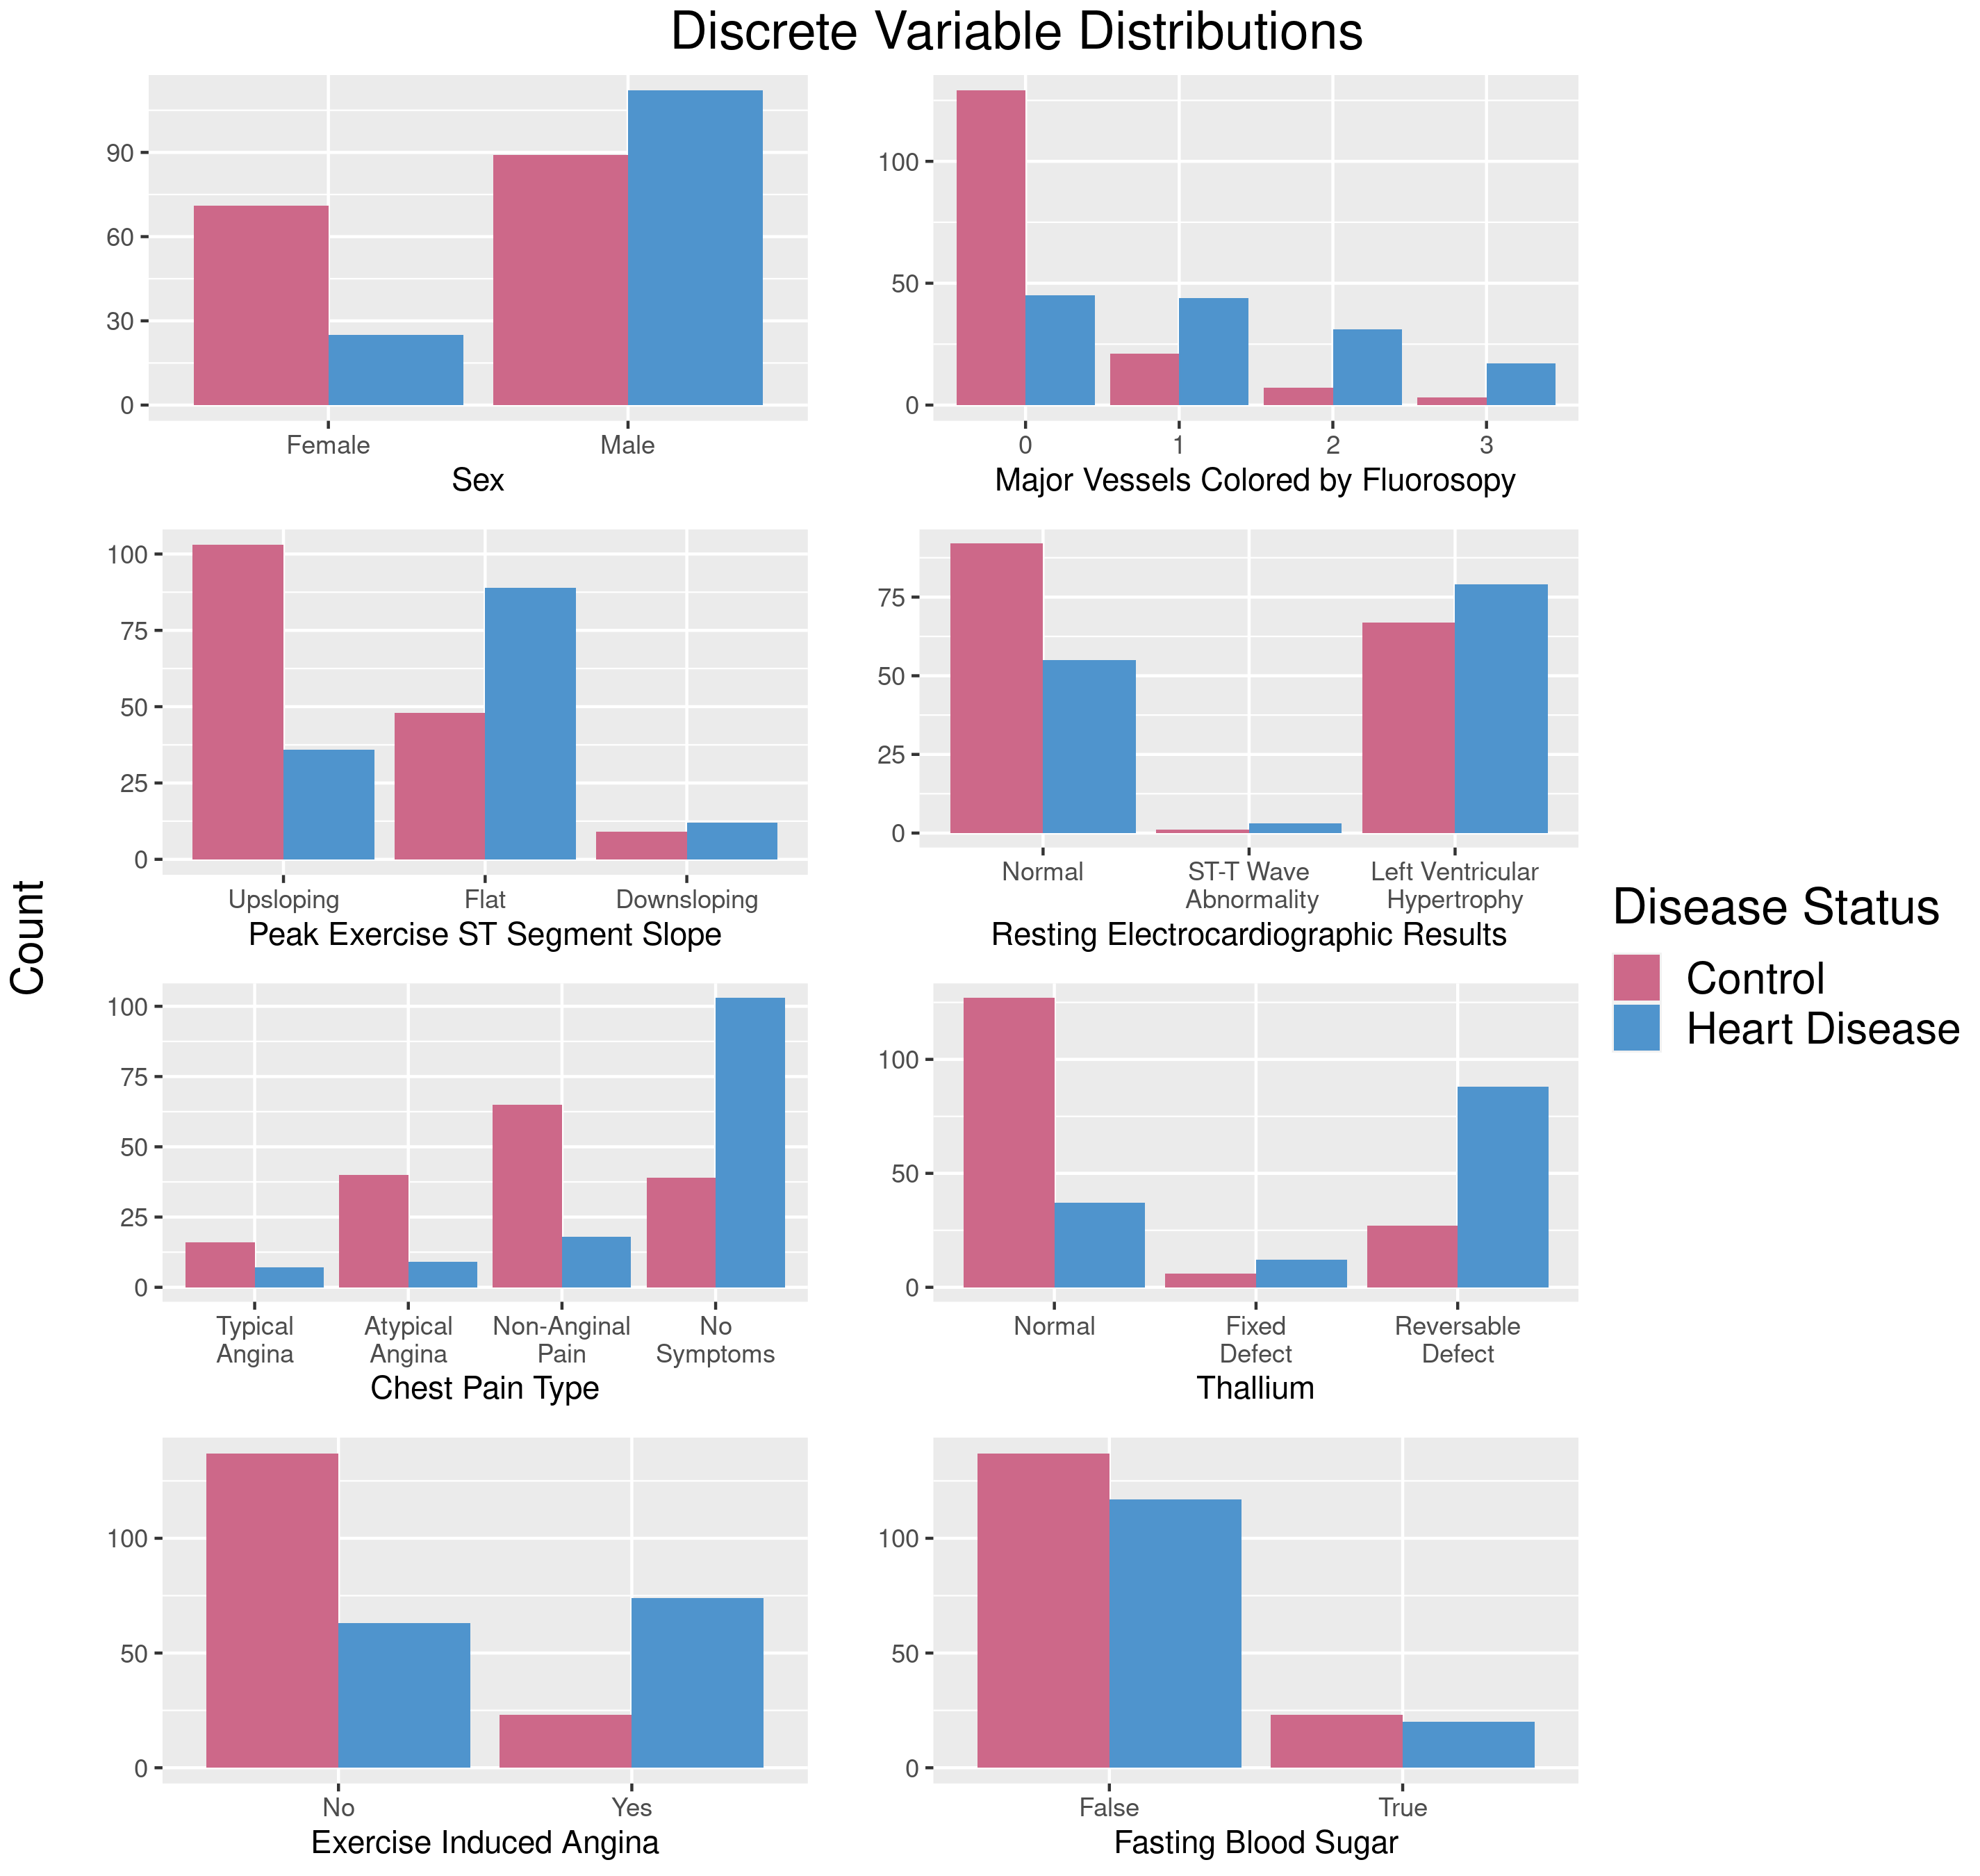 Discrete Variable Distributions
Count
90
60
30
0
Female Male
Sex
100
50
0
0 1 2 3
Major Vessels Colored by Fluorosopy
100
75
50
25
0
Upsloping Flat Downsloping
Peak Exercise ST Segment Slope
75
50
25
0
Normal ST-T Wave Left Ventricular
Abnormality Hypertrophy
Resting Electrocardiographic Results
100
75
50
25
0
Typical Atypical Non-Anginal No
Angina Angina Pain Symptoms
Chest Pain Type
100
50
0
Normal Fixed Reversable
Defect Defect
Thallium
100
50
0
No Yes
Exercise Induced Angina
100
50
0
False True
Fasting Blood Sugar
Disease Status
Control
Heart Disease